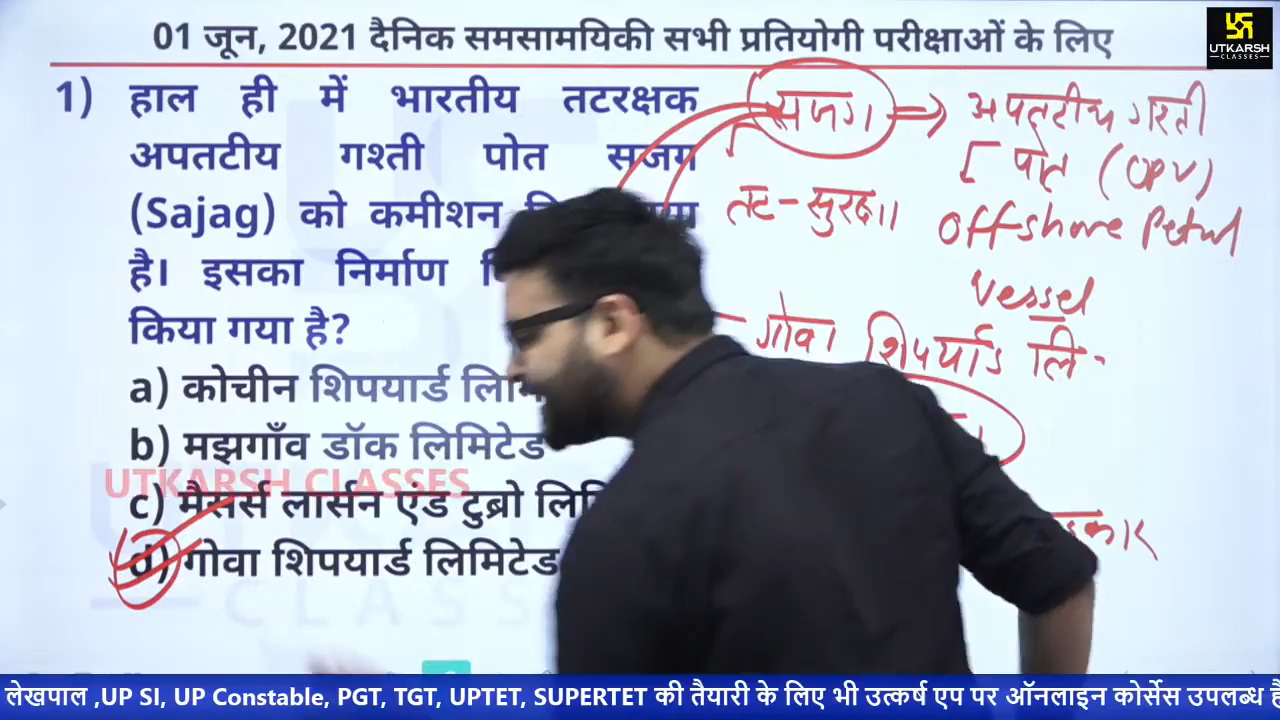 01 जून, 2021 दैनिक समसामयिकी सभी प्रतियोगी परीक्षाओं के लिए
UTKARSH
CLASSES
1) हाल ही में भारतीय तटरक्षक
अपतटीय गश्ती पोत सजग
(Sajag) को कमीशन
है। इसका निर्माण
किया गया है?
a) कोचीन शिपयार्ड
b) मझगाँव डॉक लिमिटेड
UTKARSH CLASSES
c) मैसर्स लार्सन एंड टुब्रो
d) गोवा शिपयार्ड लिमिटेड
CLASS
सजग
अपतटीय गश्ती
पोत (OPV)
तट-सुरक्षा
Offshore Petrol
Vessel
गोवा शिपयार्ड लि.
लेखपाल ,UP SI, UP Constable, PGT, TGT, UPTET, SUPERTET की तैयारी के लिए भी उत्कर्ष एप पर ऑनलाइन कोर्सेस उपलब्ध है